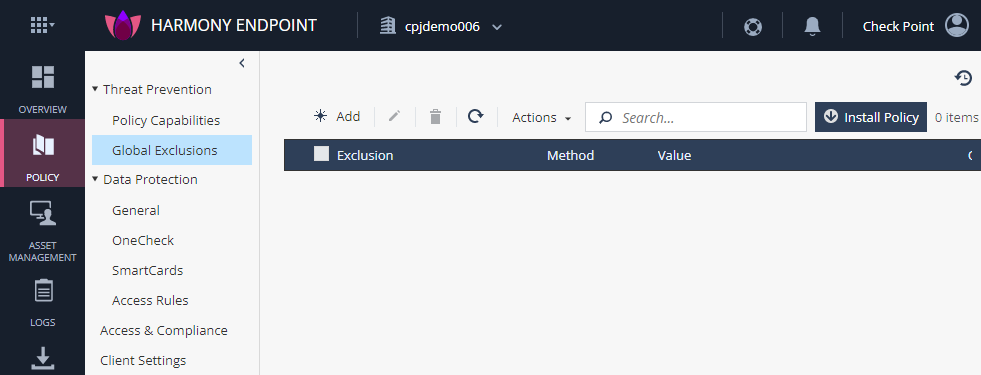 HARMONY ENDPOINT
cpjdemo006
Check Point
OVERVIEW
POLICY
ASSET
MANAGEMENT
LOGS
Threat Prevention
Policy Capabilities
Global Exclusions
Data Protection
General
OneCheck
SmartCards
Access Rules
Access & Compliance
Client Settings
Add
Actions
Search...
Install Policy
0 items
Exclusion
Method
Value